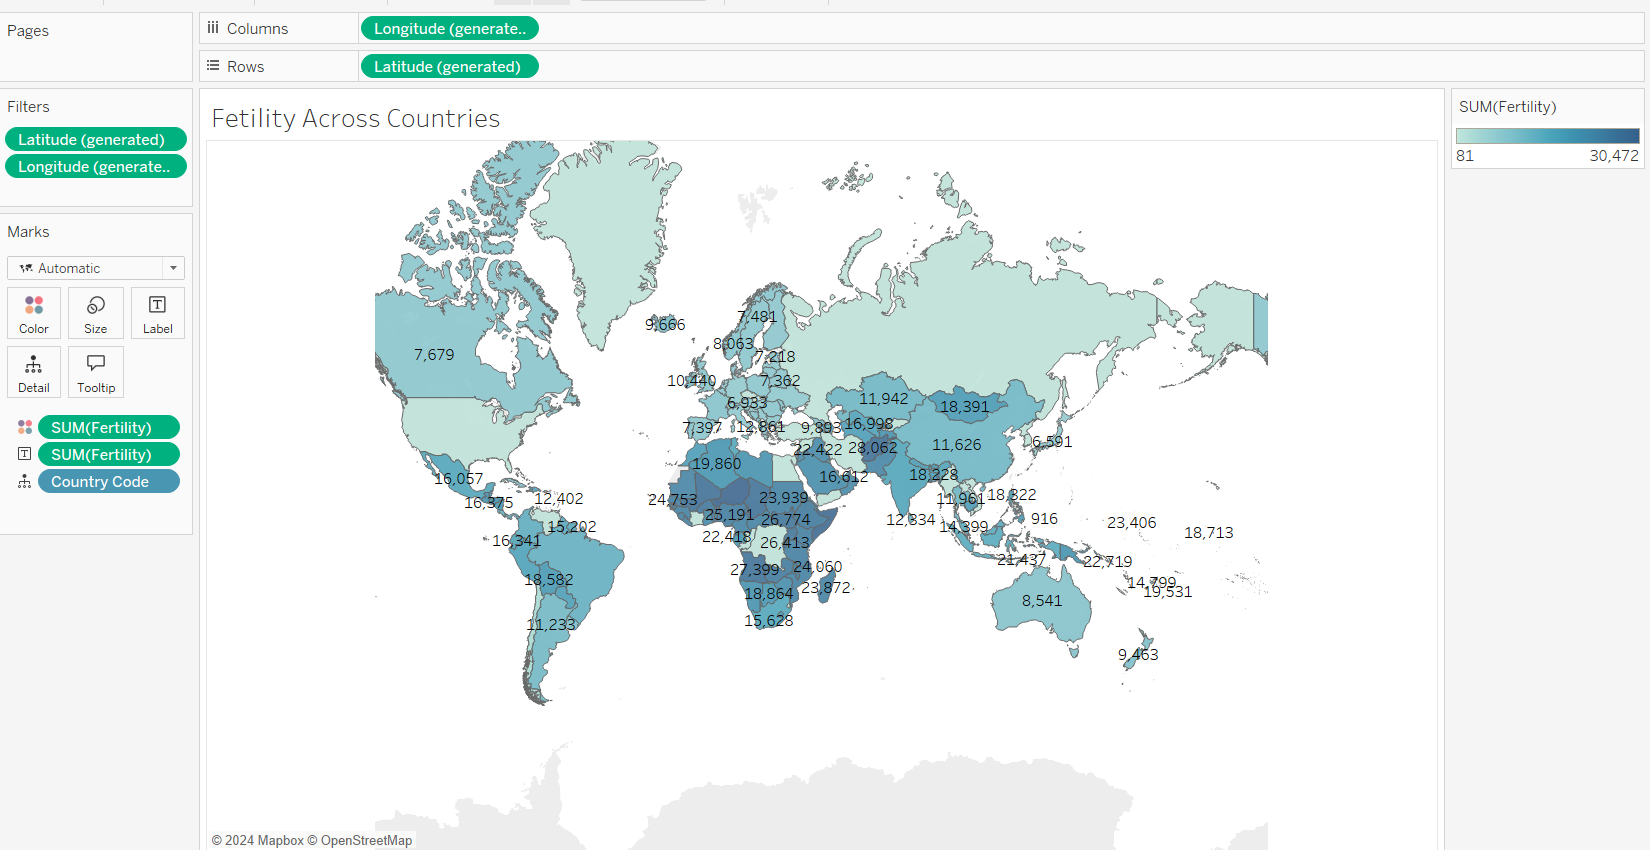 Pages
Columns
Longitude (generate..
Rows
Latitude (generated)
Filters
Latitude (generated)
Longitude (generate..
Marks
Automatic
Color
Size
Label
Detail
Tooltip
SUM(Fertility)
SUM(Fertility)
Country Code
Fetility Across Countries
7,481
9,666
8,063
7,679
7,218
10,440
7,362
11,942
6,933
18,391
7,397
12,861
9,893
16,998
22,422
28,062
11,626
6,591
19,860
16,057
16,612
18,228
16,375
12,402
24,753
23,939
11,961
18,322
25,191
26,774
12,334
14,399
916
23,406
15,202
22,418
26,413
18,713
16,341
21,437
22,719
27,399
24,060
18,582
18,864
23,872
14,799
19,531
8,541
11,233
15,628
9,463
© 2024 Mapbox © OpenStreetMap
SUM(Fertility)
81
30,472